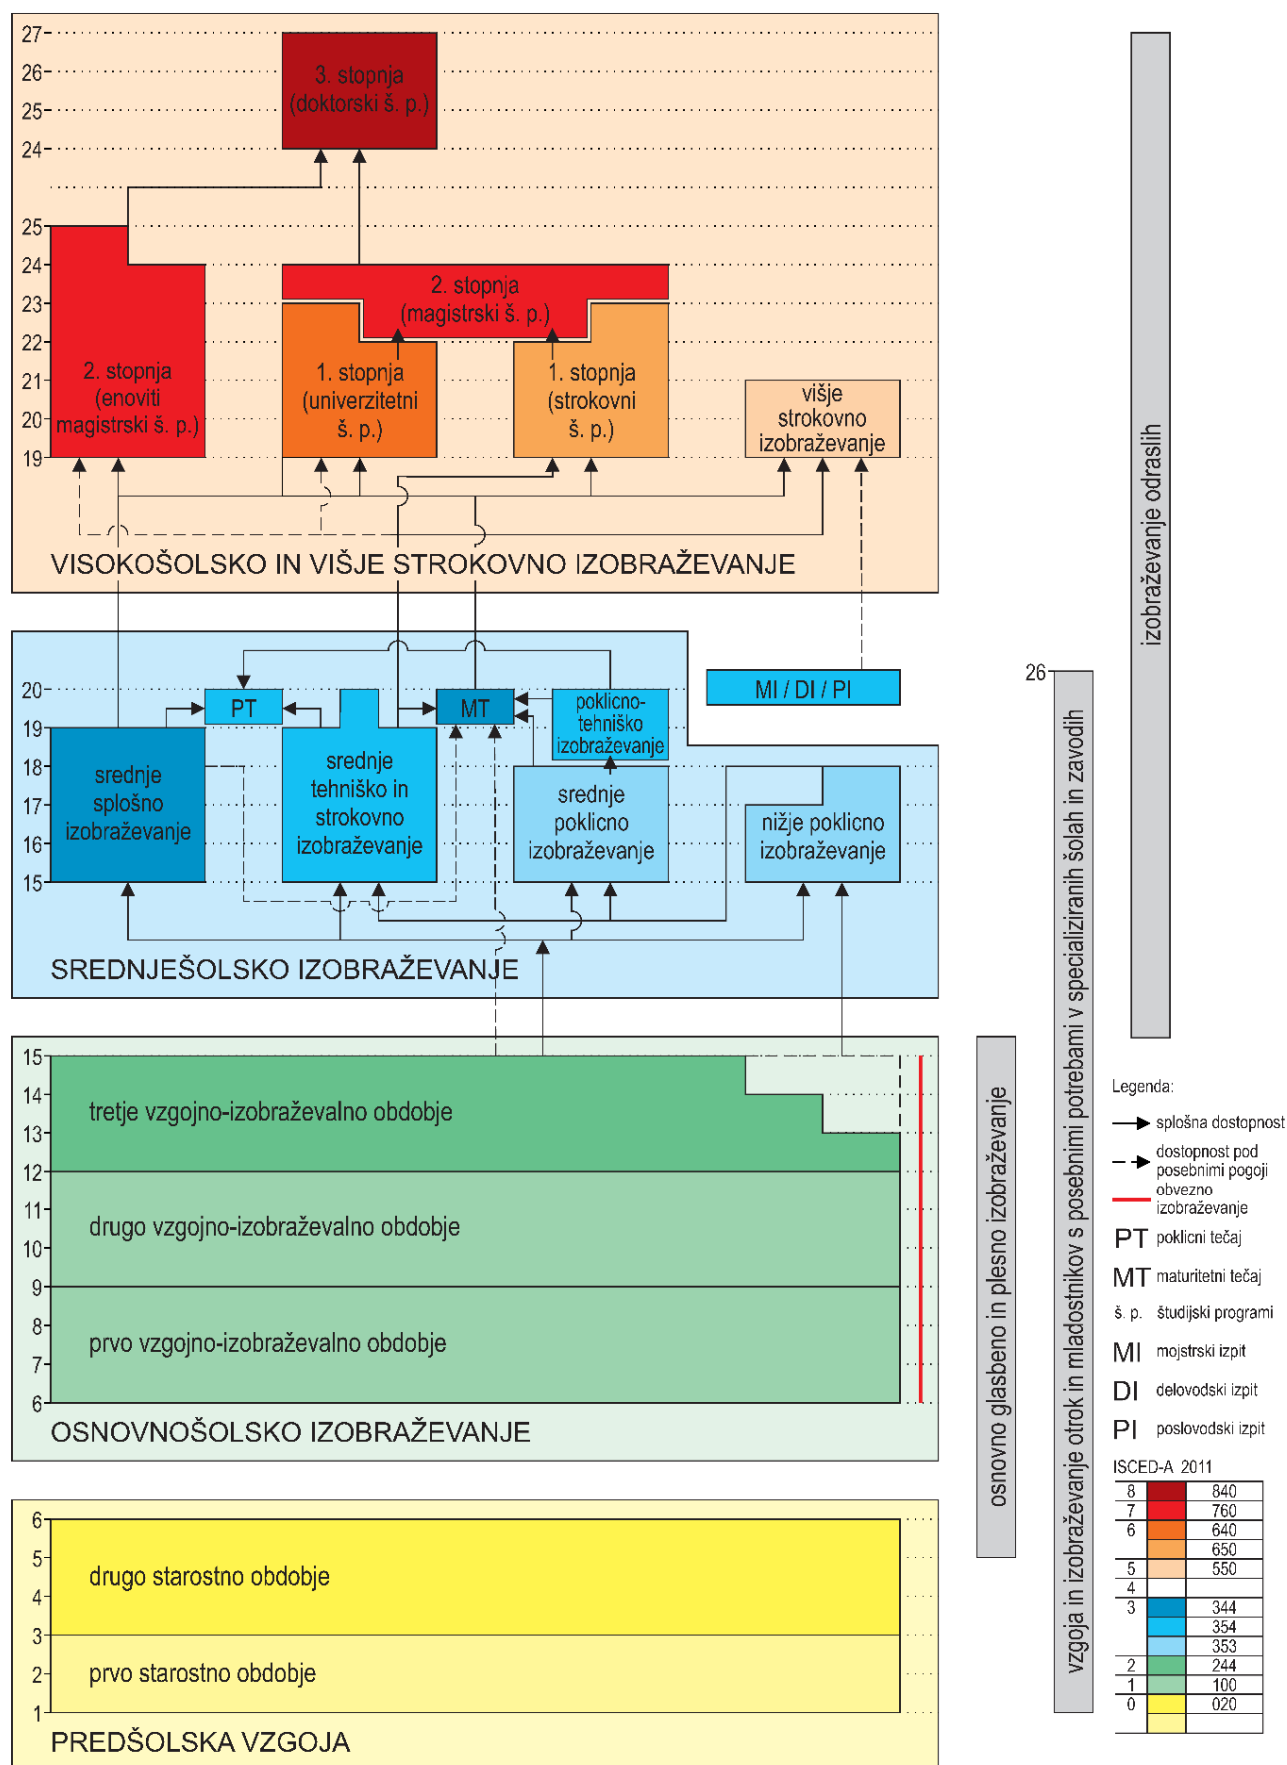 27
26
25
24
3. stopnja
(doktorski š. p.)
25
24
23
22
21
20
19
2. stopnja
(enoviti
magistrski š. p.)
2. stopnja
(magistrski š. p.)
1. stopnja
(univerzitetni
š. p.)
1. stopnja
(strokovni
š. p.)
višje
strokovno
izobraževanje
VISOKOŠOLSKO IN VIŠJE STROKOVNO IZOBRAŽEVANJE
20
19
18
17
16
15
PT
MT
poklicno-
tehniško
izobraževanje
MI / DI / PI
srednje
splošno
izobraževanje
srednje
tehniško in
strokovno
izobraževanje
srednje
poklicno
izobraževanje
nižje poklicno
izobraževanje
SREDNJEŠOLSKO IZOBRAŽEVANJE
15
14
13
12
11
10
9
8
7
6
tretje vzgojno-izobraževalno obdobje
drugo vzgojno-izobraževalno obdobje
prvo vzgojno-izobraževalno obdobje
OSNOVNOŠOLSKO IZOBRAŽEVANJE
6
5
4
3
2
1
drugo starostno obdobje
prvo starostno obdobje
PREDŠOLSKA VZGOJA
osnovno glasbeno in plesno izobraževanje
26
vzgoja in izobraževanje otrok in mladostnikov s posebnimi potrebami v specializiranih šolah in zavodih
izobraževanje odraslih
Legenda:
splošna dostopnost
dostopnost pod
posebnimi pogoji
obvezno
izobraževanje
PT poklicni tečaj
MT maturitetni tečaj
š. p. študijski programi
MI mojstrski izpit
DI delovodski izpit
PI poslovodski izpit
ISCED-A 2011
8 840
7 760
6 640
650
5 550
4
3 344
354
353
2 244
1 100
0 020